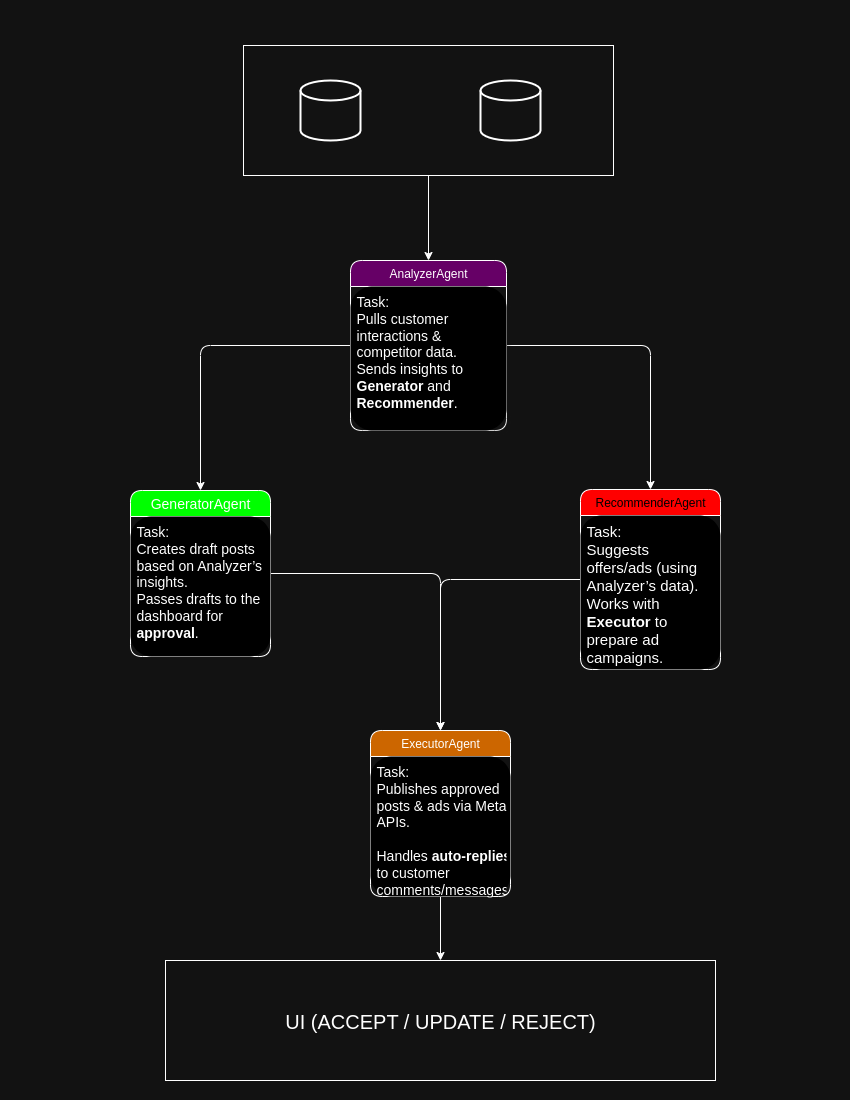 AnalyzerAgent
Task:
Pulls customer
interactions &
competitor data.
Sends insights to
Generator and
Recommender.
GeneratorAgent
Task:
Creates draft posts
based on Analyzer’s
insights.
Passes drafts to the
dashboard for
approval.
RecommenderAgent
Task:
Suggests
offers/ads (using
Analyzer’s data).
Works with
Executor to
prepare ad
campaigns.
ExecutorAgent
Task:
Publishes approved
posts & ads via Meta
APIs.
Handles auto-replies
to customer
comments/messages
UI (ACCEPT / UPDATE / REJECT)